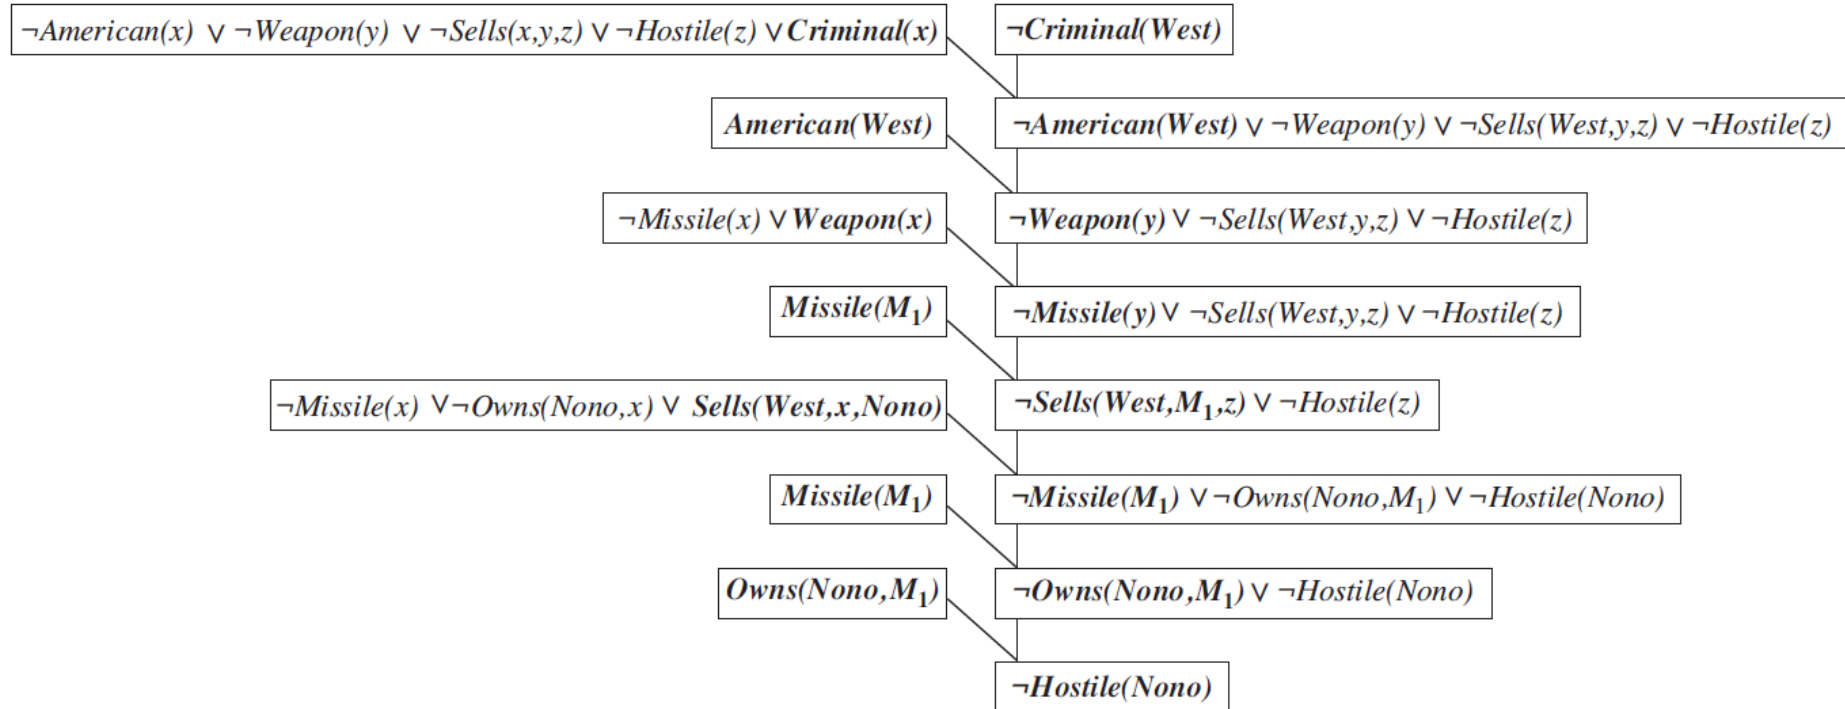 ¬American(x) ∨ ¬Weapon(y) ∨ ¬Sells(x,y,z) ∨ ¬Hostile(z) ∨ Criminal(x)
¬Criminal(West)
American(West)
¬American(West) ∨ ¬Weapon(y) ∨ ¬Sells(West,y,z) ∨ ¬Hostile(z)
¬Missile(x) ∨ Weapon(x)
¬Weapon(y) ∨ ¬Sells(West,y,z) ∨ ¬Hostile(z)
Missile(M₁)
¬Missile(y) ∨ ¬Sells(West,y,z) ∨ ¬Hostile(z)
¬Missile(x) ∨ ¬Owns(Nono,x) ∨ Sells(West,x,Nono)
¬Sells(West,M₁,z) ∨ ¬Hostile(z)
Missile(M₁)
¬Missile(M₁) ∨ ¬Owns(Nono,M₁) ∨ ¬Hostile(Nono)
Owns(Nono,M₁)
¬Owns(Nono,M₁) ∨ ¬Hostile(Nono)
¬Hostile(Nono)